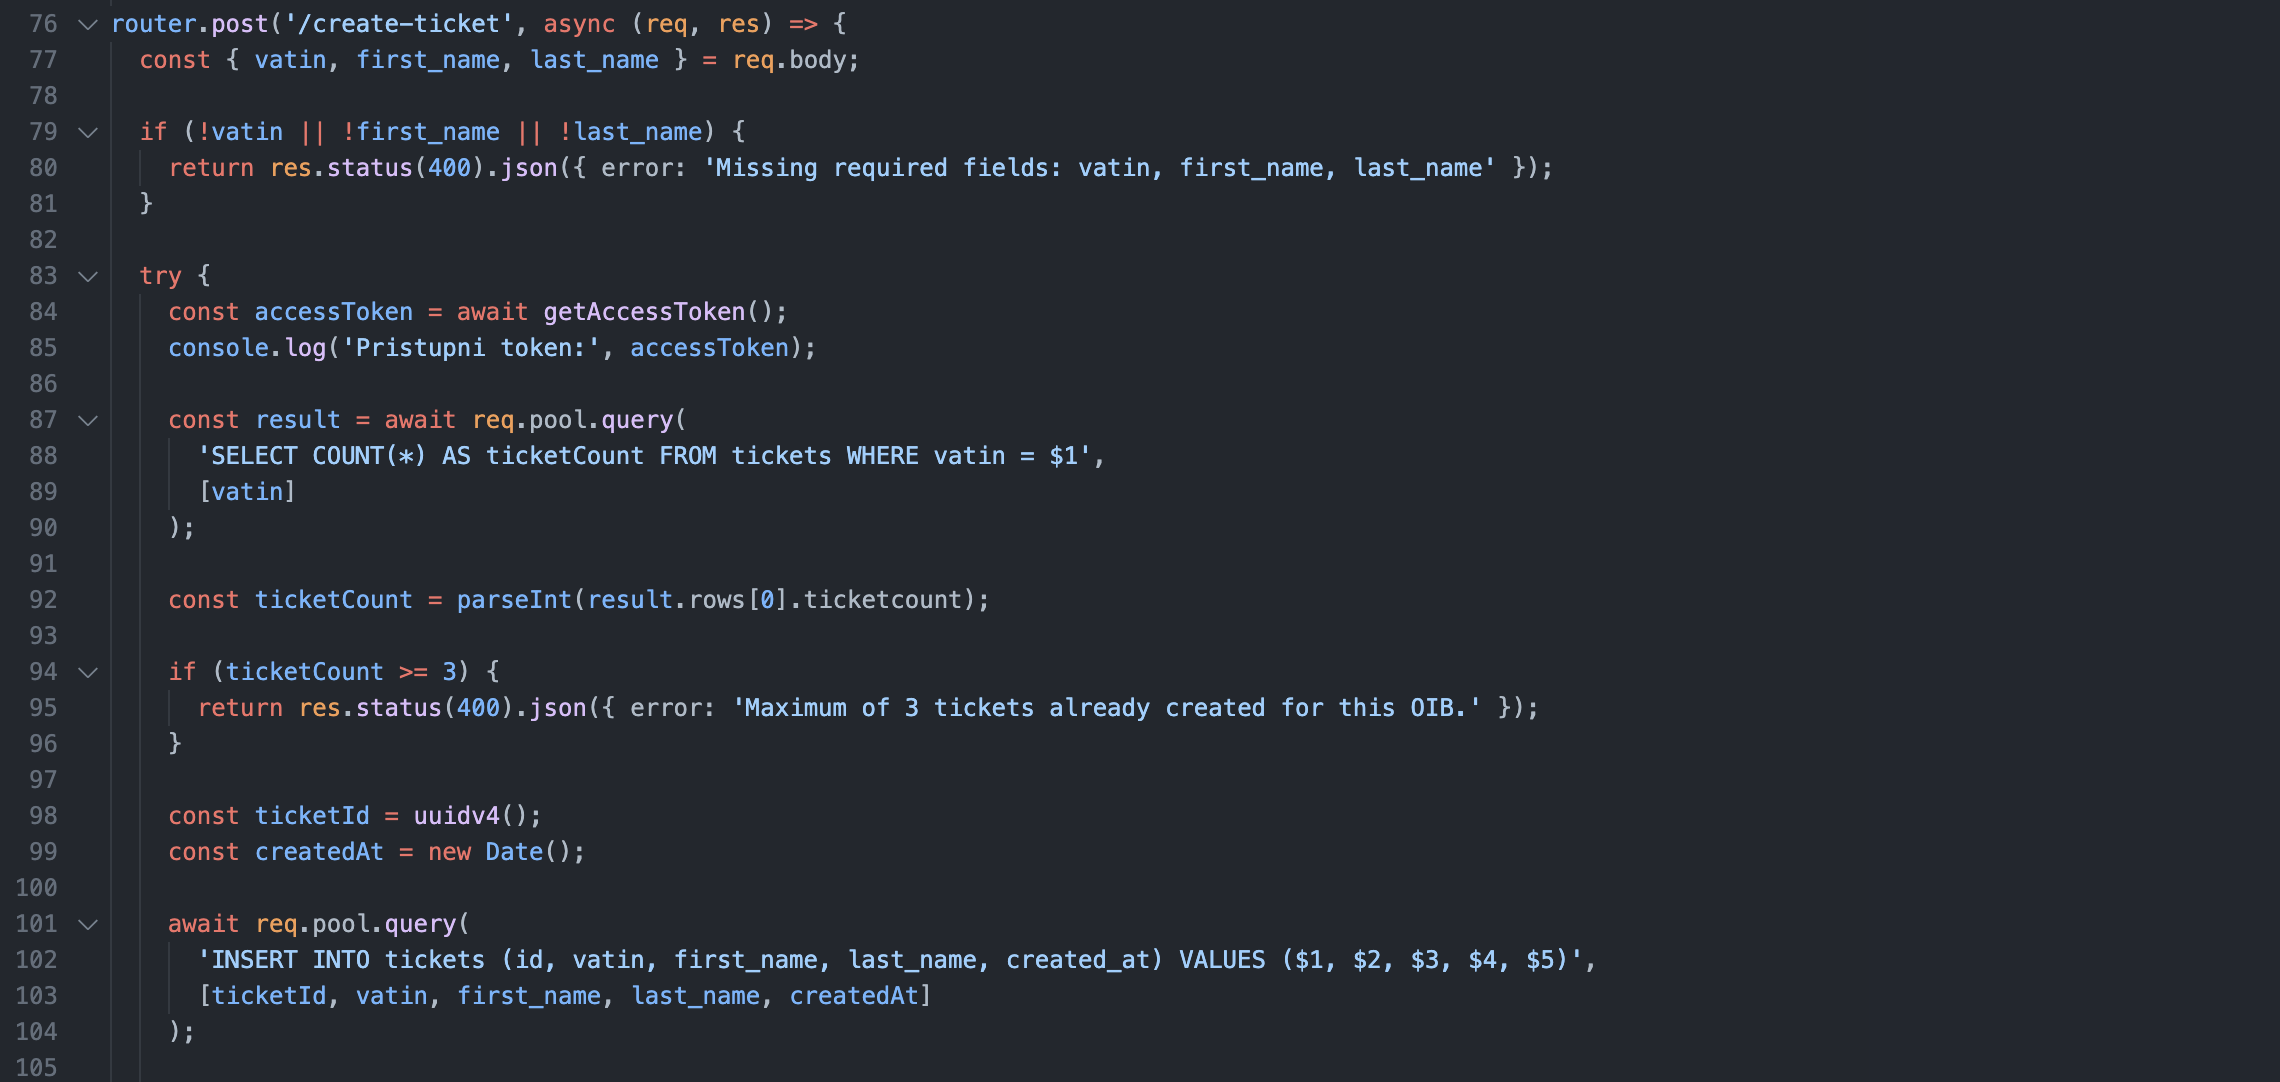 76 router.post('/create-ticket', async (req, res) => {
77 const { vatin, first_name, last_name } = req.body;
78
79 if (!vatin || !first_name || !last_name) {
80 return res.status(400).json({ error: 'Missing required fields: vatin, first_name, last_name' });
81 }
82
83 try {
84 const accessToken = await getAccessToken();
85 console.log('Pristupni token:', accessToken);
86
87 const result = await req.pool.query(
88 'SELECT COUNT(*) AS ticketCount FROM tickets WHERE vatin = $1',
89 [vatin]
90 );
91
92 const ticketCount = parseInt(result.rows[0].ticketcount);
93
94 if (ticketCount >= 3) {
95 return res.status(400).json({ error: 'Maximum of 3 tickets already created for this OIB.' });
96 }
97
98 const ticketId = uuidv4();
99 const createdAt = new Date();
100
101 await req.pool.query(
102 'INSERT INTO tickets (id, vatin, first_name, last_name, created_at) VALUES ($1, $2, $3, $4, $5)',
103 [ticketId, vatin, first_name, last_name, createdAt]
104 );
105